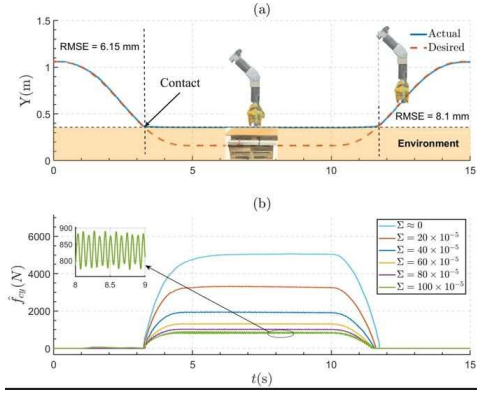 (a)
1.5
1
0.5
0
Y(m)
RMSE = 6.15 mm
Contact
Actual
Desired
RMSE = 8.1 mm
Environment
0 5 10 15
(b)
6000
4000
2000
0
f̂cy(N)
900
850
800
8 8.5 9
Σ ≈ 0
Σ = 20 × 10⁻⁵
Σ = 40 × 10⁻⁵
Σ = 60 × 10⁻⁵
Σ = 80 × 10⁻⁵
Σ = 100 × 10⁻⁵
0 5 10 15
t(s)